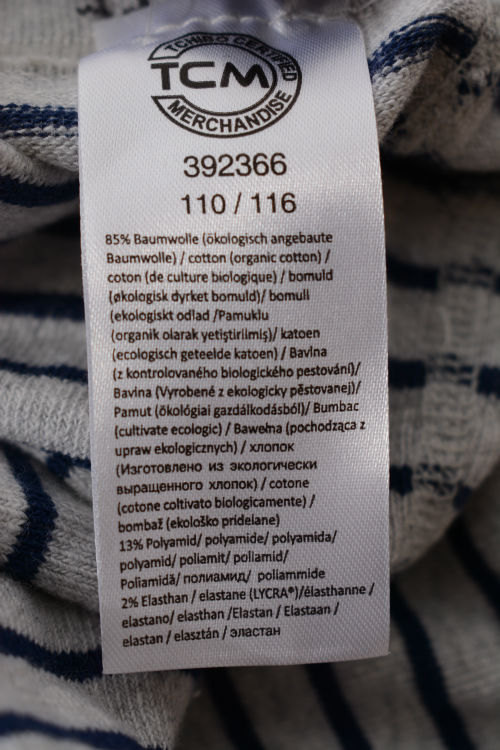 TCHIBO CERTIFIED
TCM
MERCHANDISE
392366
110 / 116
85% Baumwolle (ökologisch angebaute
Baumwolle) / cotton (organic cotton) /
coton (de culture biologique) / bomuld
(økologisk dyrket bomuld)/ bomull
(ekologiskt odlad /Pamuklu
(organik olarak yetiştirilmiş)/ katoen
(ecologisch geteelde katoen) / Bavlna
(z kontrolovaného biologického pestování)/
Bavina (Vyrobené z ekologicky pěstovanej)/
Pamut (ökológiai gazdálkodásból)/ Bumbac
(cultivate ecologic) / Bawełna (pochodząca z
upraw ekologicznych) / хлопок
(Изготовлено из экологически
выращенного хлопок) / cotone
(cotone coltivato biologicamente) /
bombaž (ekološko pridelane)
13% Polyamid/ polyamide/ polyamida/
polyamid/ poliamit/ poliamid/
Poliamidă/ полиамид/ poliammide
2% Elasthan / elastane (LYCRA®)/élasthanne /
elastano/ elasthan /Elastan / Elastaan /
elastan / elasztán / эластан